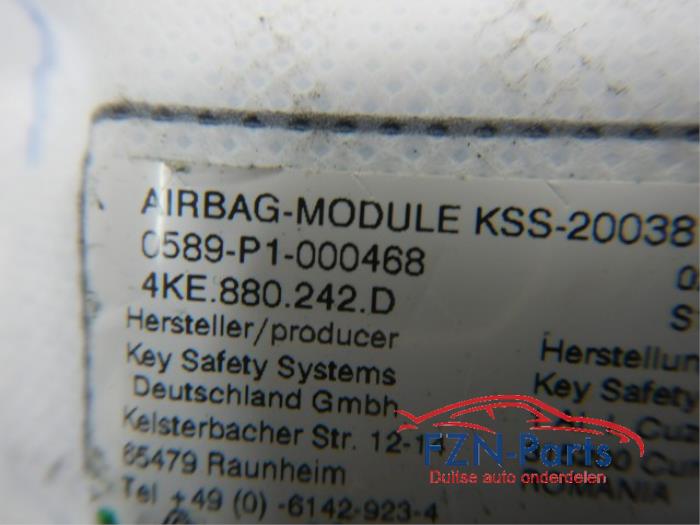 AIRBAG-MODULE KSS-20038
0589-P1-000468
4KE.880.242.D
Hersteller/producer
Key Safety Systems
Deutschland Gmbh
Kelsterbacher Str. 12-14
65479 Raunheim
Tel +49 (0) -6142-923-4
Herstellun
Key Safety
ROMANIA
FZN-Parts
Duitse auto onderdelen